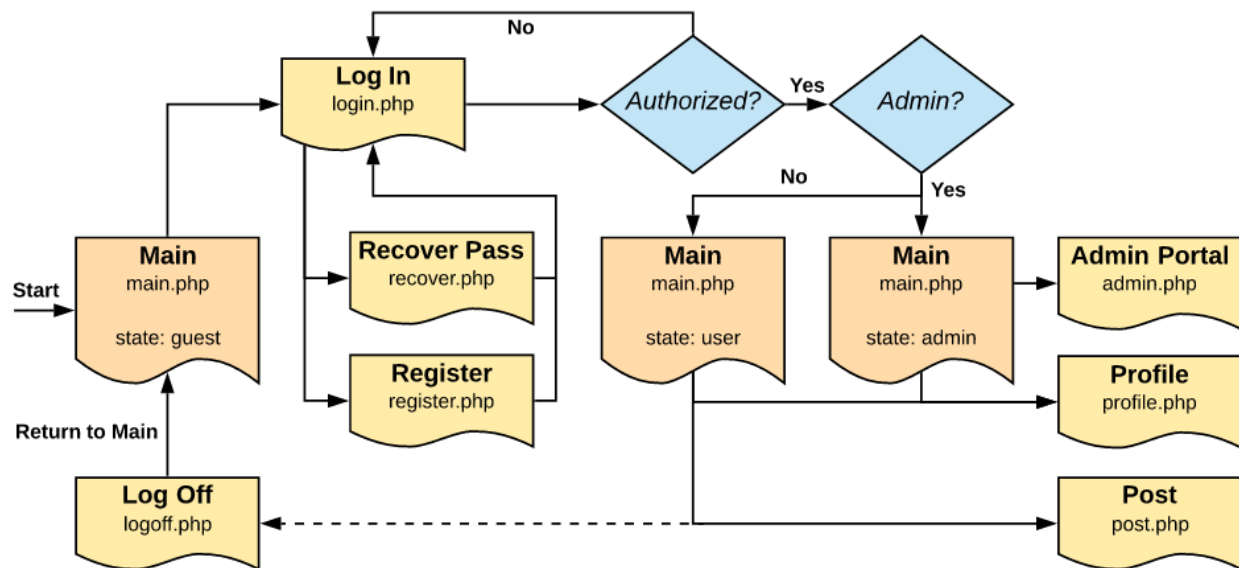 No
Log In
login.php
Authorized?
Yes
Admin?
No
Yes
Start
Main
main.php
state: guest
Recover Pass
recover.php
Register
register.php
Main
main.php
state: user
Main
main.php
state: admin
Admin Portal
admin.php
Profile
profile.php
Return to Main
Log Off
logoff.php
Post
post.php